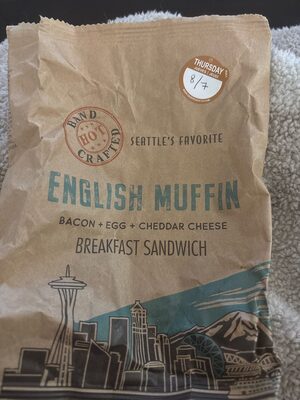 THURSDAY
8/7
HAND
HOT
CRAFTED
SEATTLE'S FAVORITE
ENGLISH MUFFIN
BACON + EGG + CHEDDAR CHEESE
BREAKFAST SANDWICH